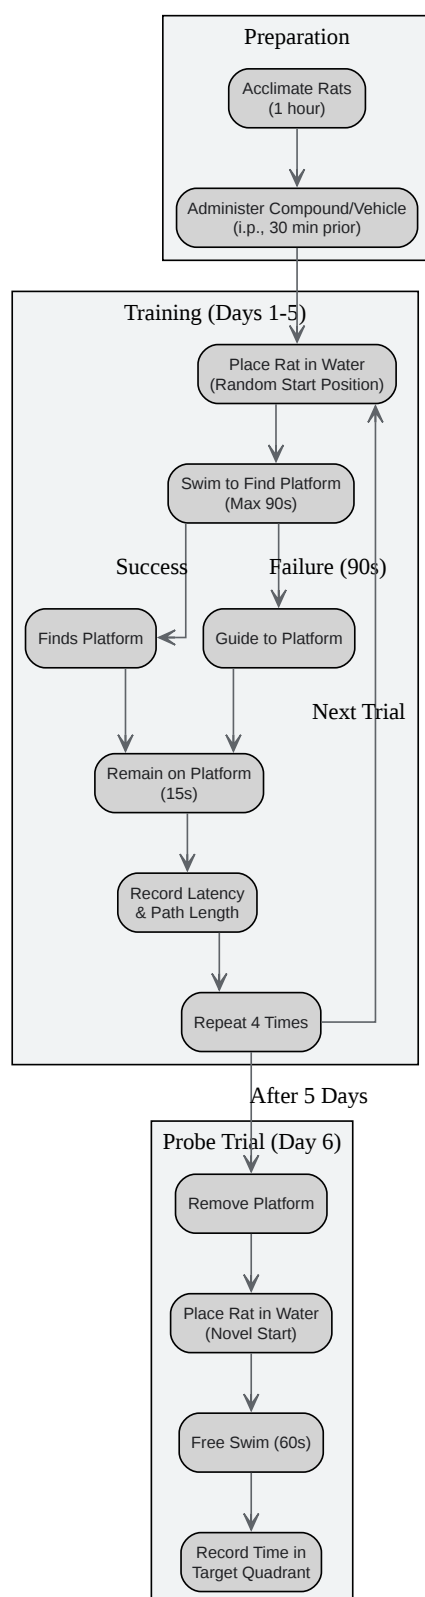 Preparation
Acclimate Rats
(1 hour)
Administer Compound/Vehicle
(i.p., 30 min prior)
Training (Days 1-5)
Place Rat in Water
(Random Start Position)
Swim to Find Platform
(Max 90s)
Success
Failure (90s)
Finds Platform
Guide to Platform
Next Trial
Remain on Platform
(15s)
Record Latency
& Path Length
Repeat 4 Times
After 5 Days
Probe Trial (Day 6)
Remove Platform
Place Rat in Water
(Novel Start)
Free Swim (60s)
Record Time in
Target Quadrant